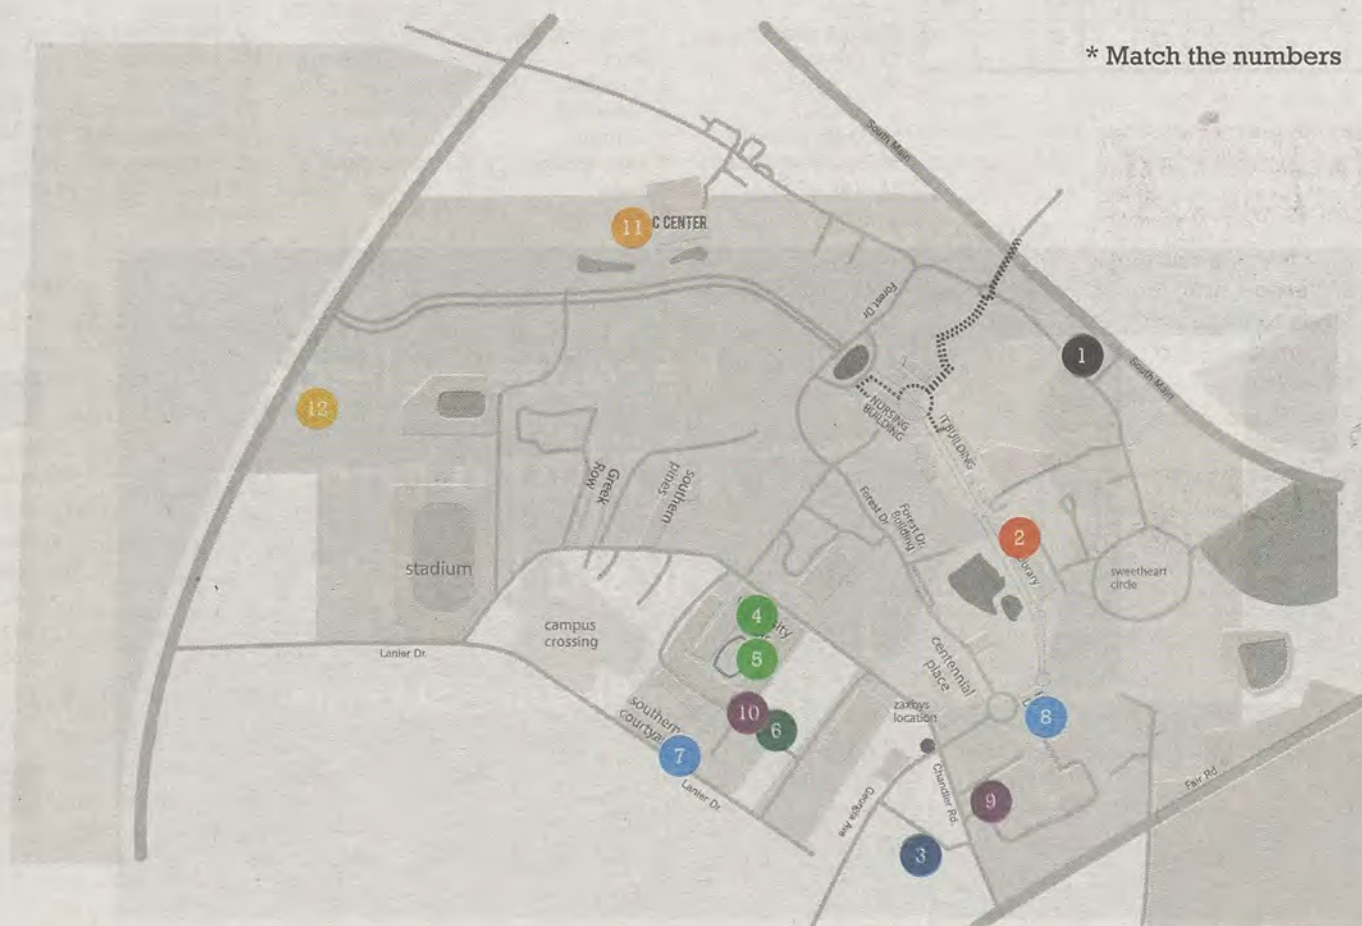 * Match the numbers
South Main
11
C CENTER
Forest Dr
1
South Main
12
NURSING
BUILDING
IT BUILDING
Greek
Row
southern
pines
Forest Dr.
Forest Dr.
Building
2
stadium
sweetheart
circle
4
campus
crossing
5
Lanier Dr.
centennial
place
southern
10
6
zaxbys
location
8
7
Lanier Dr.
Georgia Ave
Chandler Rd.
9
Fair Rd
3